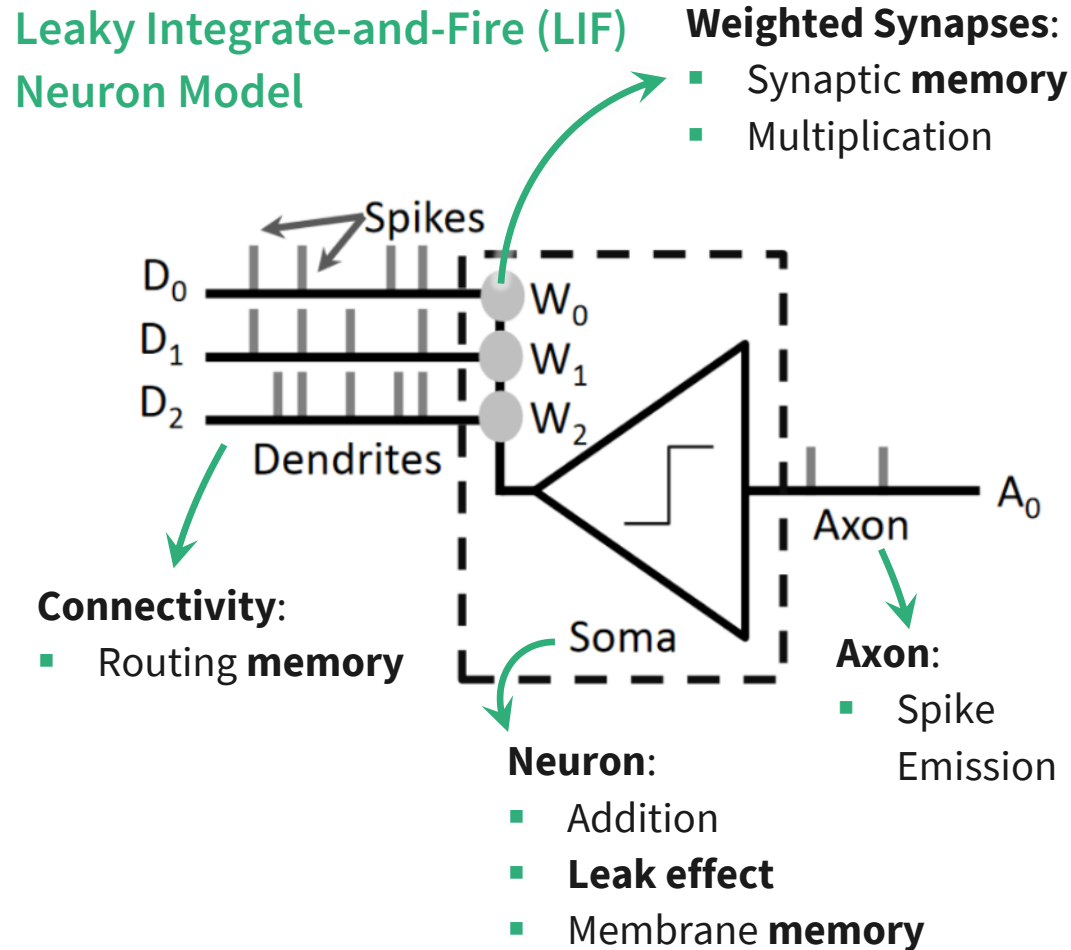 Leaky Integrate-and-Fire (LIF)
Neuron Model
Weighted Synapses:
▪ Synaptic memory
▪ Multiplication
Spikes
D0
D1
D2
W0
W1
W2
Dendrites
A0
Axon
Soma
Connectivity:
▪ Routing memory
Axon:
▪ Spike
Emission
Neuron:
▪ Addition
▪ Leak effect
▪ Membrane memory